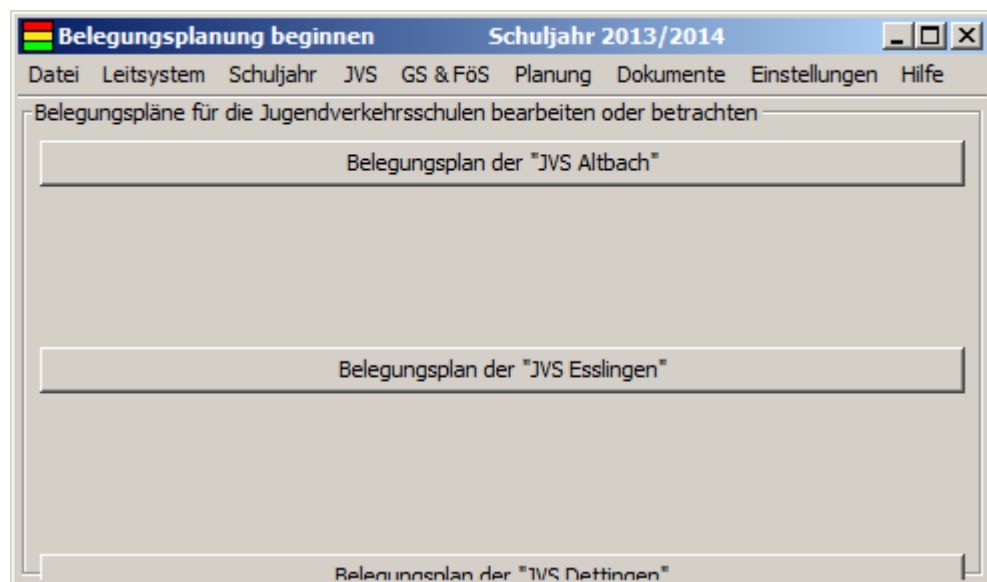 Belegungsplanung beginnen Schuljahr 2013/2014
Datei Leitsystem Schuljahr JVS GS & FöS Planung Dokumente Einstellungen Hilfe
Belegungspläne für die Jugendverkehrsschulen bearbeiten oder betrachten
Belegungsplan der "JVS Altbach"
Belegungsplan der "JVS Esslingen"
Belegungsplan der "JVS Dettingen"